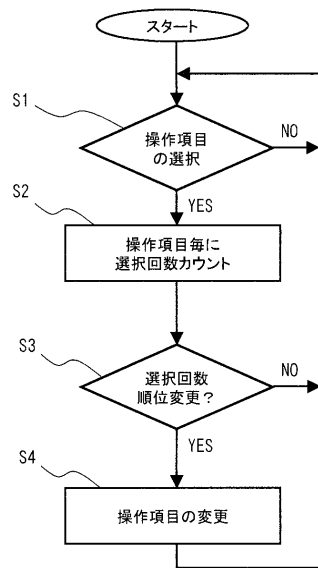 スタート
S1
操作項目
の選択
NO
YES
S2
操作項目毎に
選択回数カウント
S3
選択回数
順位変更?
NO
YES
S4
操作項目の変更